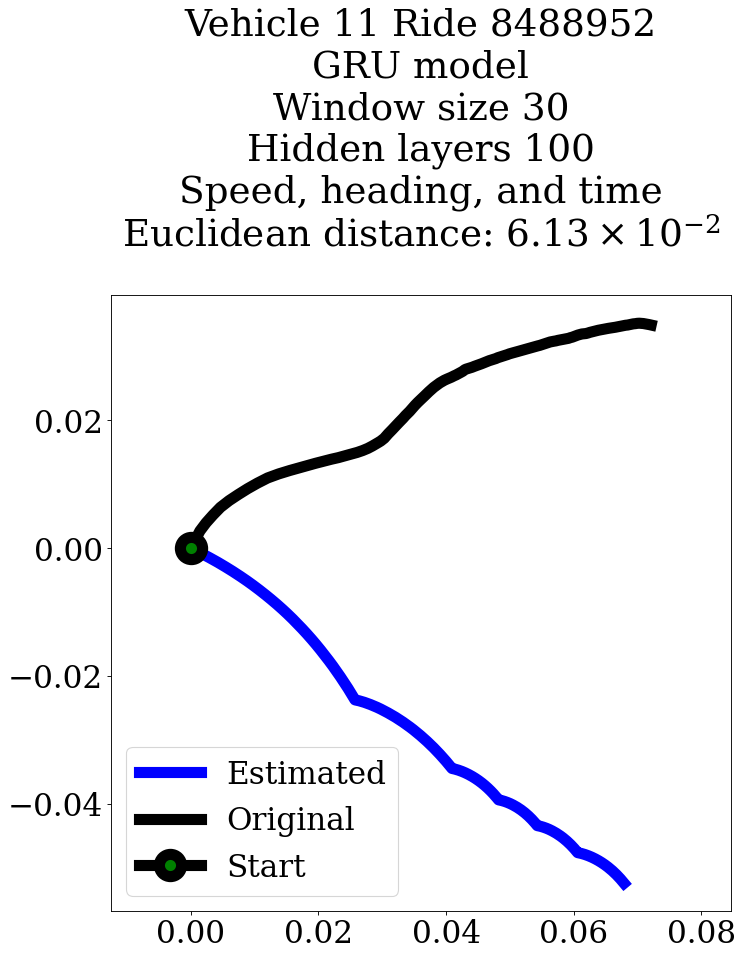 Vehicle 11 Ride 8488952
GRU model
Window size 30
Hidden layers 100
Speed, heading, and time
Euclidean distance: 6.13 × 10⁻²
0.02
0.00
−0.02
−0.04
Estimated
Original
Start
0.00 0.02 0.04 0.06 0.08